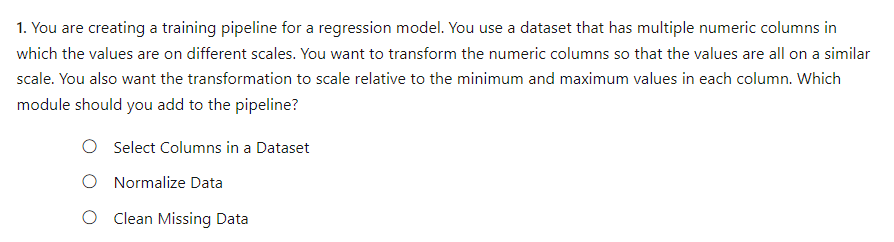 1. You are creating a training pipeline for a regression model. You use a dataset that has multiple numeric columns in
which the values are on different scales. You want to transform the numeric columns so that the values are all on a similar
scale. You also want the transformation to scale relative to the minimum and maximum values in each column. Which
module should you add to the pipeline?
Select Columns in a Dataset
Normalize Data
Clean Missing Data